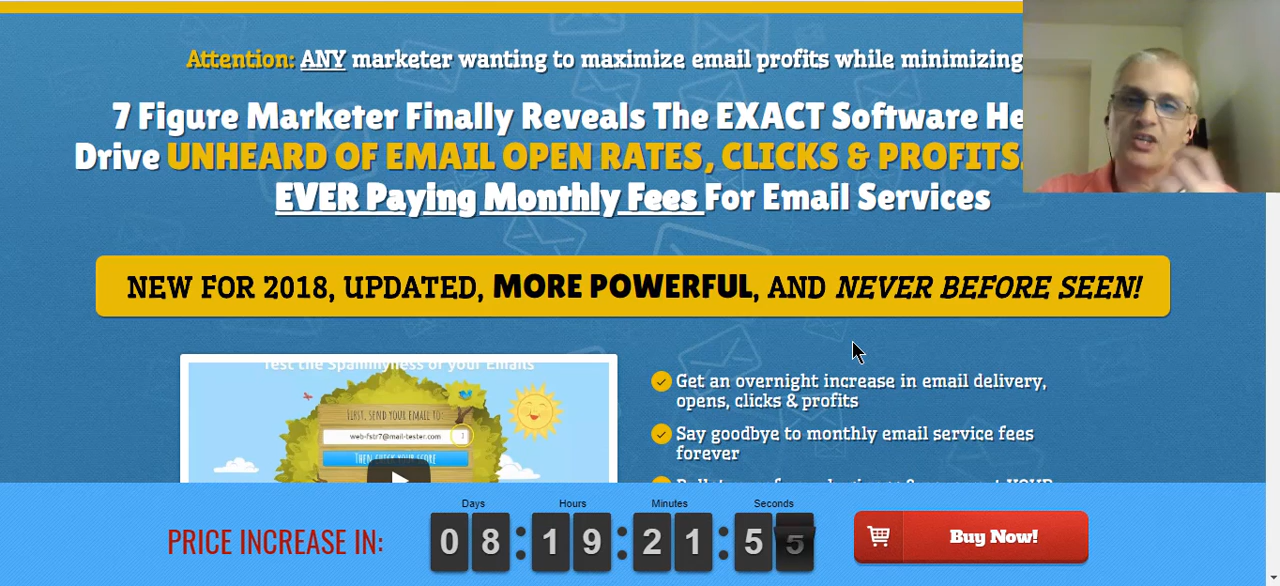 Attention: ANY marketer wanting to maximize email profits while minimizing
7 Figure Marketer Finally Reveals The EXACT Software
Drive UNHEARD OF EMAIL OPEN RATES, CLICKS & PROFITS
EVER Paying Monthly Fees For Email Services
NEW FOR 2018, UPDATED, MORE POWERFUL, AND NEVER BEFORE SEEN!
Test the Spammyness of your Emails
FIRST, SEND YOUR EMAIL TO:
web-fstr7@mail-tester.com
THEN CHECK YOUR SCORE
Get an overnight increase in email delivery,
opens, clicks & profits
Say goodbye to monthly email service fees
forever
Days Hours Minutes Seconds
PRICE INCREASE IN:
08:19:21:55
Buy Now!